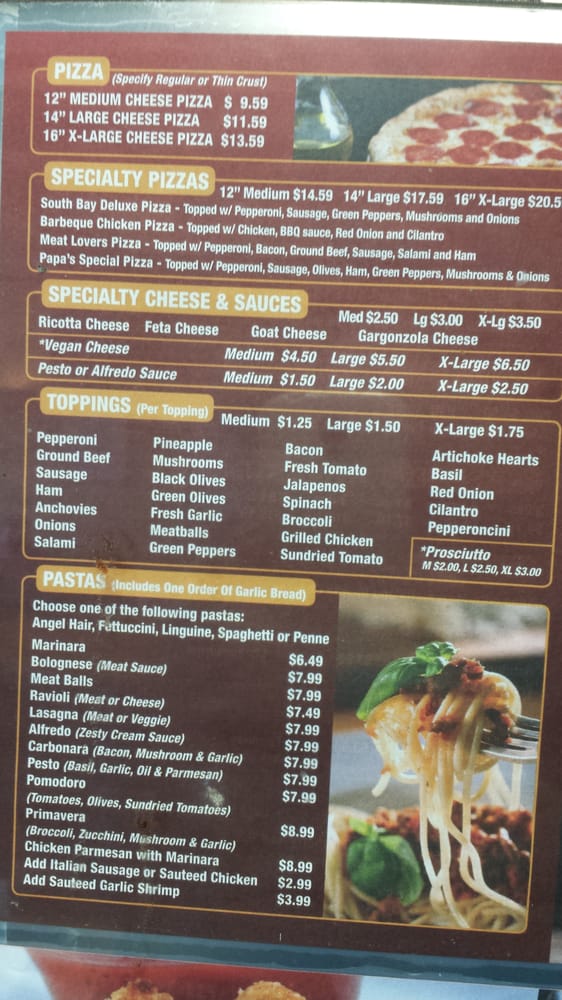 PIZZA (Specify Regular or Thin Crust)
12" MEDIUM CHEESE PIZZA $ 9.59
14" LARGE CHEESE PIZZA $11.59
16" X-LARGE CHEESE PIZZA $13.59
SPECIALTY PIZZAS
12" Medium $14.59 14" Large $17.59 16" X-Large $20.5
South Bay Deluxe Pizza - Topped w/ Pepperoni, Sausage, Green Peppers, Mushrooms and Onions
Barbeque Chicken Pizza - Topped w/ Chicken, BBQ sauce, Red Onion and Cilantro
Meat Lovers Pizza - Topped w/ Pepperoni, Bacon, Ground Beef, Sausage, Salami and Ham
Papa's Special Pizza - Topped w/ Pepperoni, Sausage, Olives, Ham, Green Peppers, Mushrooms & Onions
SPECIALTY CHEESE & SAUCES
Med $2.50 Lg $3.00 X-Lg $3.50
Ricotta Cheese Feta Cheese Goat Cheese Gargonzola Cheese
*Vegan Cheese Medium $4.50 Large $5.50 X-Large $6.50
Pesto or Alfredo Sauce Medium $1.50 Large $2.00 X-Large $2.50
TOPPINGS (Per Topping)
Medium $1.25 Large $1.50 X-Large $1.75
Pepperoni
Ground Beef
Sausage
Ham
Anchovies
Onions
Salami
Pineapple
Mushrooms
Black Olives
Green Olives
Fresh Garlic
Meatballs
Green Peppers
Bacon
Fresh Tomato
Jalapenos
Spinach
Broccoli
Grilled Chicken
Sundried Tomato
Artichoke Hearts
Basil
Red Onion
Cilantro
Pepperoncini
*Prosciutto
M $2.00, L $2.50, XL $3.00
PASTAS (Includes One Order Of Garlic Bread)
Choose one of the following pastas:
Angel Hair, Fettuccini, Linguine, Spaghetti or Penne
Marinara $6.49
Bolognese (Meat Sauce) $7.99
Meat Balls $7.99
Ravioli (Meat or Cheese) $7.49
Lasagna (Meat or Veggie) $7.99
Alfredo (Zesty Cream Sauce) $7.99
Carbonara (Bacon, Mushroom & Garlic) $7.99
Pesto (Basil, Garlic, Oil & Parmesan) $7.99
Pomodoro $7.99
(Tomatoes, Olives, Sundried Tomatoes)
Primavera $8.99
(Broccoli, Zucchini, Mushroom & Garlic)
Chicken Parmesan with Marinara $8.99
Add Italian Sausage or Sauteed Chicken $2.99
Add Sauteed Garlic Shrimp $3.99